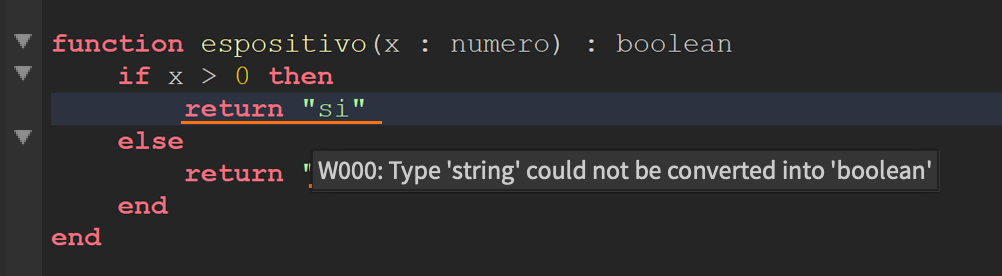 function espositivo(x : numero) : boolean
if x > 0 then
return "si"
else
return "
W000: Type 'string' could not be converted into 'boolean'
end
end